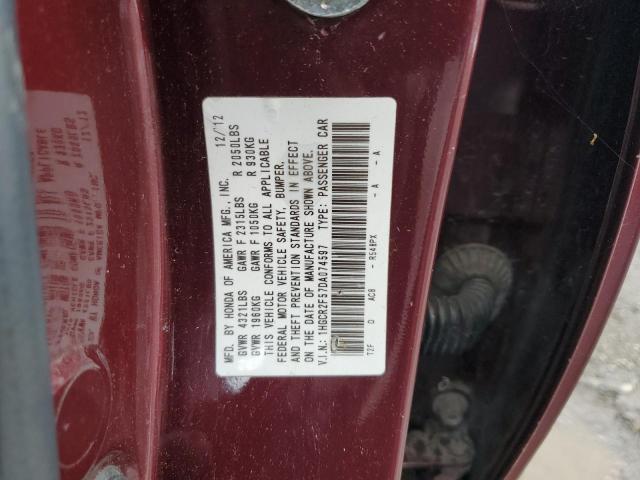 MFD. BY HONDA OF AMERICA MFG., INC. 12/'12
GVWR 4321LBS GAWR F 2315LBS R 2050LBS
GVWR 1960KG GAWR F 1050KG R 930KG
THIS VEHICLE CONFORMS TO ALL APPLICABLE
FEDERAL MOTOR VEHICLE SAFETY, BUMPER,
AND THEFT PREVENTION STANDARDS IN EFFECT
ON THE DATE OF MANUFACTURE SHOWN ABOVE.
V.I.N.: 1HGCR2F57DA074597 TYPE: PASSENGER CAR
T2F D ACB - R548PX - A - A